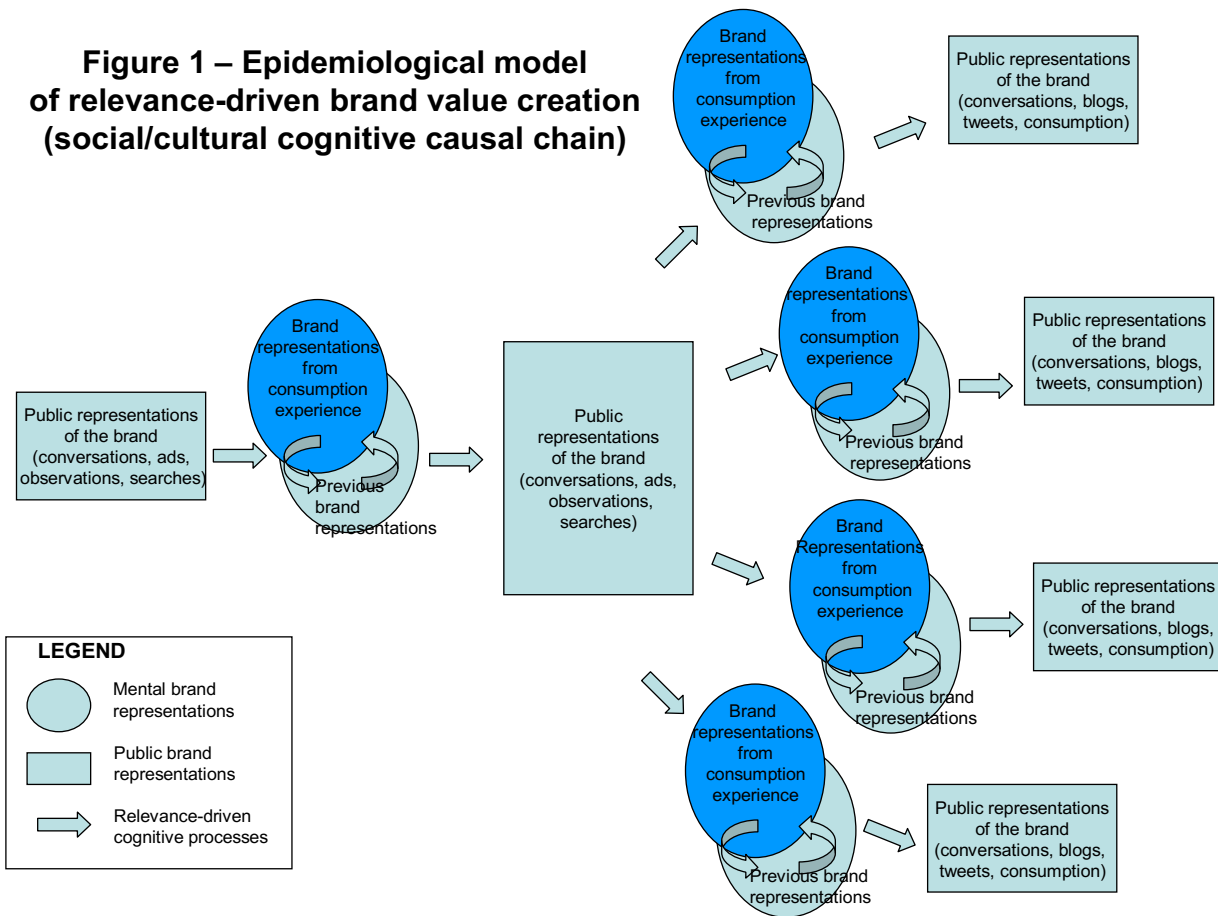 Figure 1 – Epidemiological model
of relevance-driven brand value creation
(social/cultural cognitive causal chain)
Brand
representations
from
consumption
experience
Previous brand
representations
Public representations
of the brand
(conversations, blogs,
tweets, consumption)
Brand
representations
from
consumption
experience
Previous brand
representations
Public representations
of the brand
(conversations, blogs,
tweets, consumption)
Public representations
of the brand
(conversations, ads,
observations, searches)
Brand
representations
from
consumption
experience
Previous
brand
representations
Public
representations
of the brand
(conversations, ads,
observations,
searches)
Brand
Representations
from
consumption
experience
Previous brand
representations
Public representations
of the brand
(conversations, blogs,
tweets, consumption)
Brand
representations
from
consumption
experience
Previous brand
representations
Public representations
of the brand
(conversations, blogs,
tweets, consumption)
LEGEND
Mental brand
representations
Public brand
representations
Relevance-driven
cognitive processes